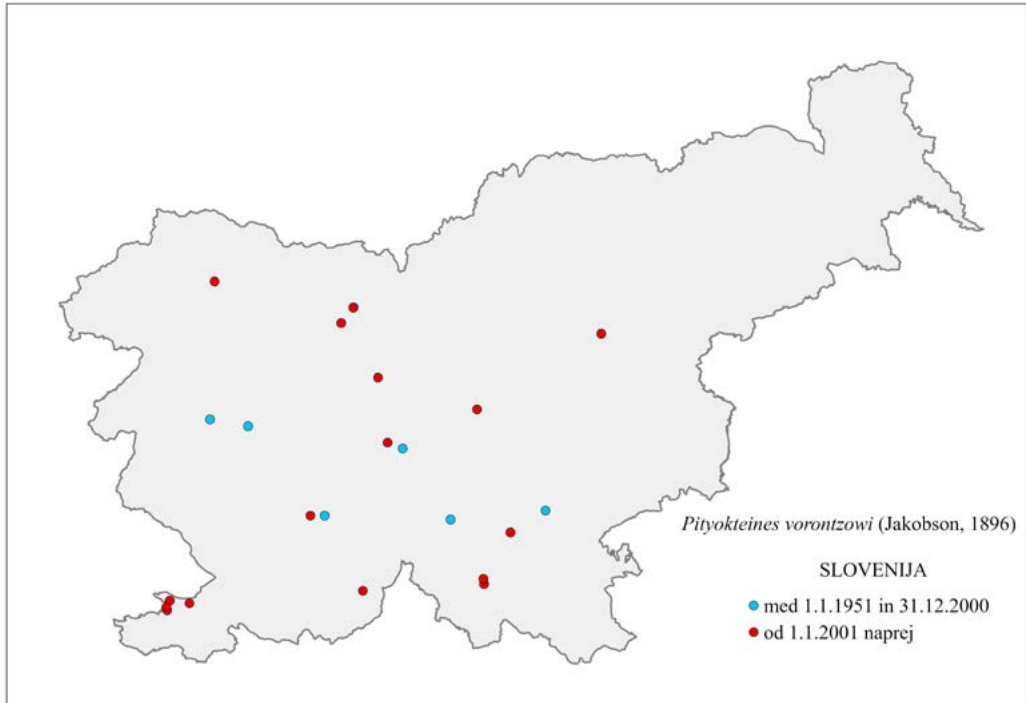 Pityokteines vorontzowi (Jakobson, 1896)
SLOVENIJA
med 1.1.1951 in 31.12.2000
od 1.1.2001 naprej